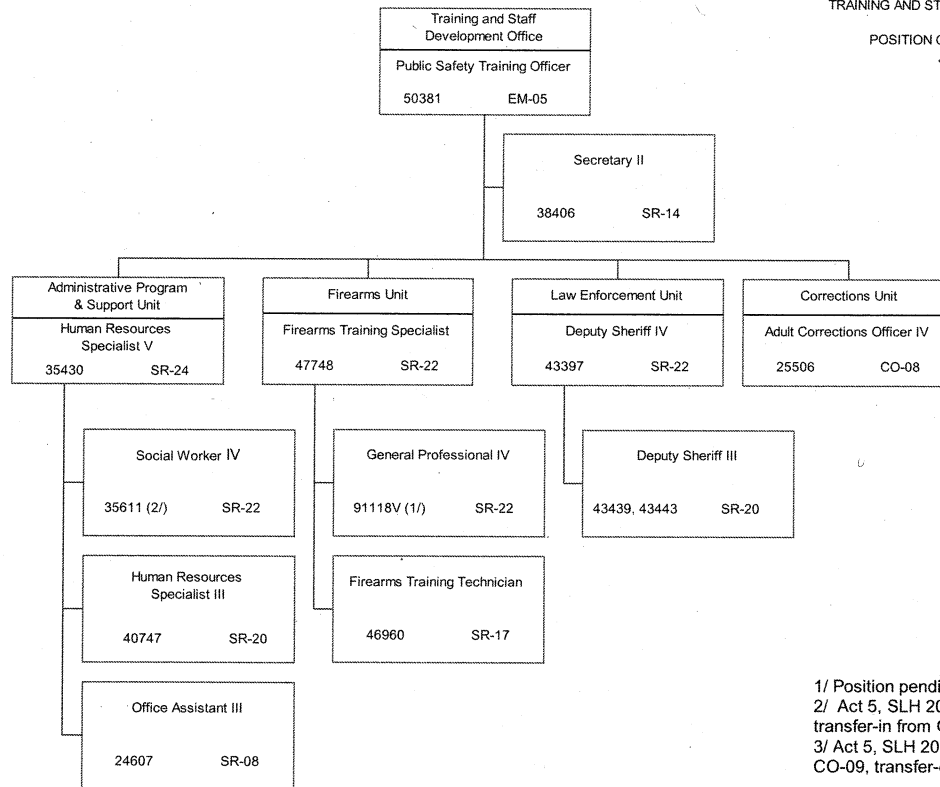 TRAINING AND
POSITION
Training and Staff
Development Office
Public Safety Training Officer
50381 EM-05
Secretary II
38406 SR-14
Administrative Program
& Support Unit
Human Resources
Specialist V
35430 SR-24
Firearms Unit
Firearms Training Specialist
47748 SR-22
Law Enforcement Unit
Deputy Sheriff IV
43397 SR-22
Corrections Unit
Adult Corrections Officer IV
25506 CO-08
Social Worker IV
35611 (2/) SR-22
General Professional IV
91118V (1/) SR-22
Deputy Sheriff III
43439, 43443 SR-20
Human Resources
Specialist III
40747 SR-20
Firearms Training Technician
46960 SR-17
Office Assistant III
24607 SR-08
1/ Position
2/ Act 5, SLH
transfer-in from
3/ Act 5, SLH
CO-09,